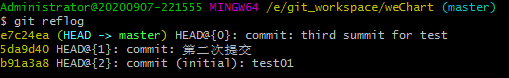 Administrator@20200907-221555 MINGW64 /e/git_workspace/weChart (master)
$ git reflog
e7c24ea (HEAD -> master) HEAD@{0}: commit: third summit for test
5da9d40 HEAD@{1}: commit: 第二次提交
b91a3a8 HEAD@{2}: commit (initial): test01